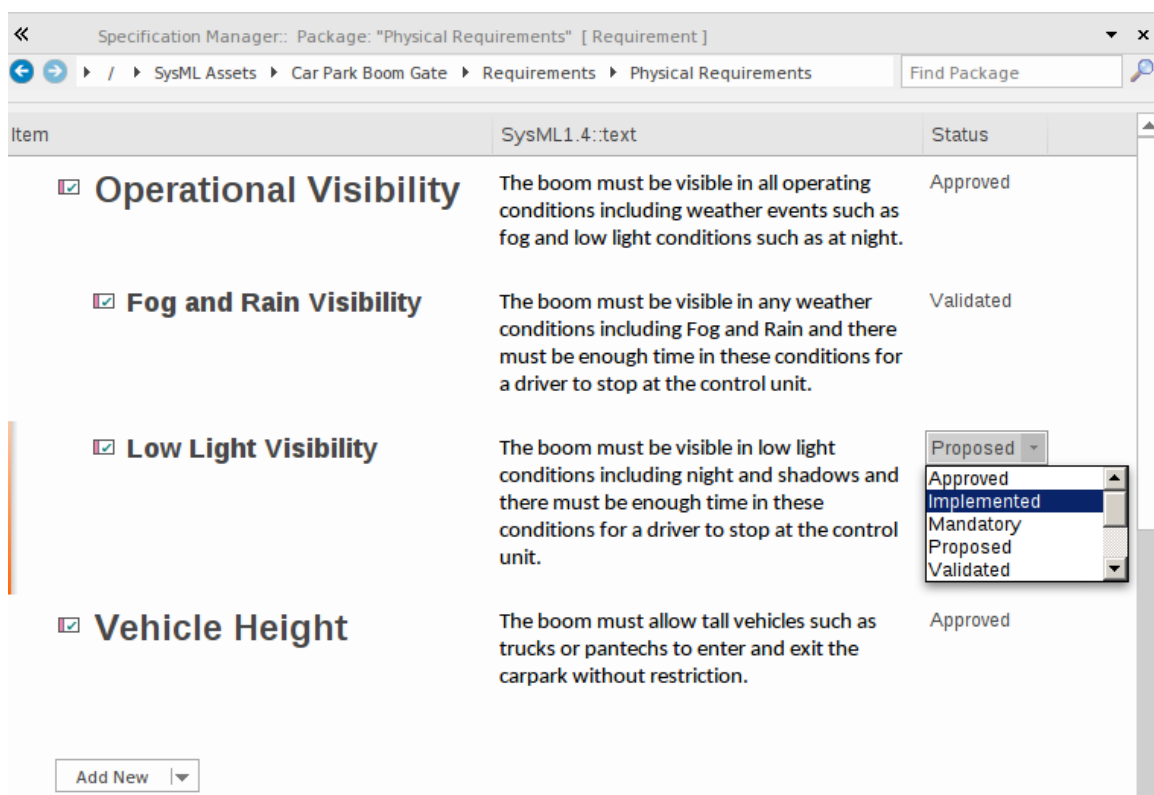 Specification Manager:: Package: "Physical Requirements" [ Requirement ]
/ SysML Assets Car Park Boom Gate Requirements Physical Requirements Find Package
Item SysML1.4::text Status
Operational Visibility
The boom must be visible in all operating
conditions including weather events such as
fog and low light conditions such as at night.
Approved
Fog and Rain Visibility
The boom must be visible in any weather
conditions including Fog and Rain and there
must be enough time in these conditions for
a driver to stop at the control unit.
Validated
Low Light Visibility
The boom must be visible in low light
conditions including night and shadows and
there must be enough time in these
conditions for a driver to stop at the control
unit.
Proposed
Approved
Implemented
Mandatory
Proposed
Validated
Vehicle Height
The boom must allow tall vehicles such as
trucks or pantechs to enter and exit the
carpark without restriction.
Approved
Add New